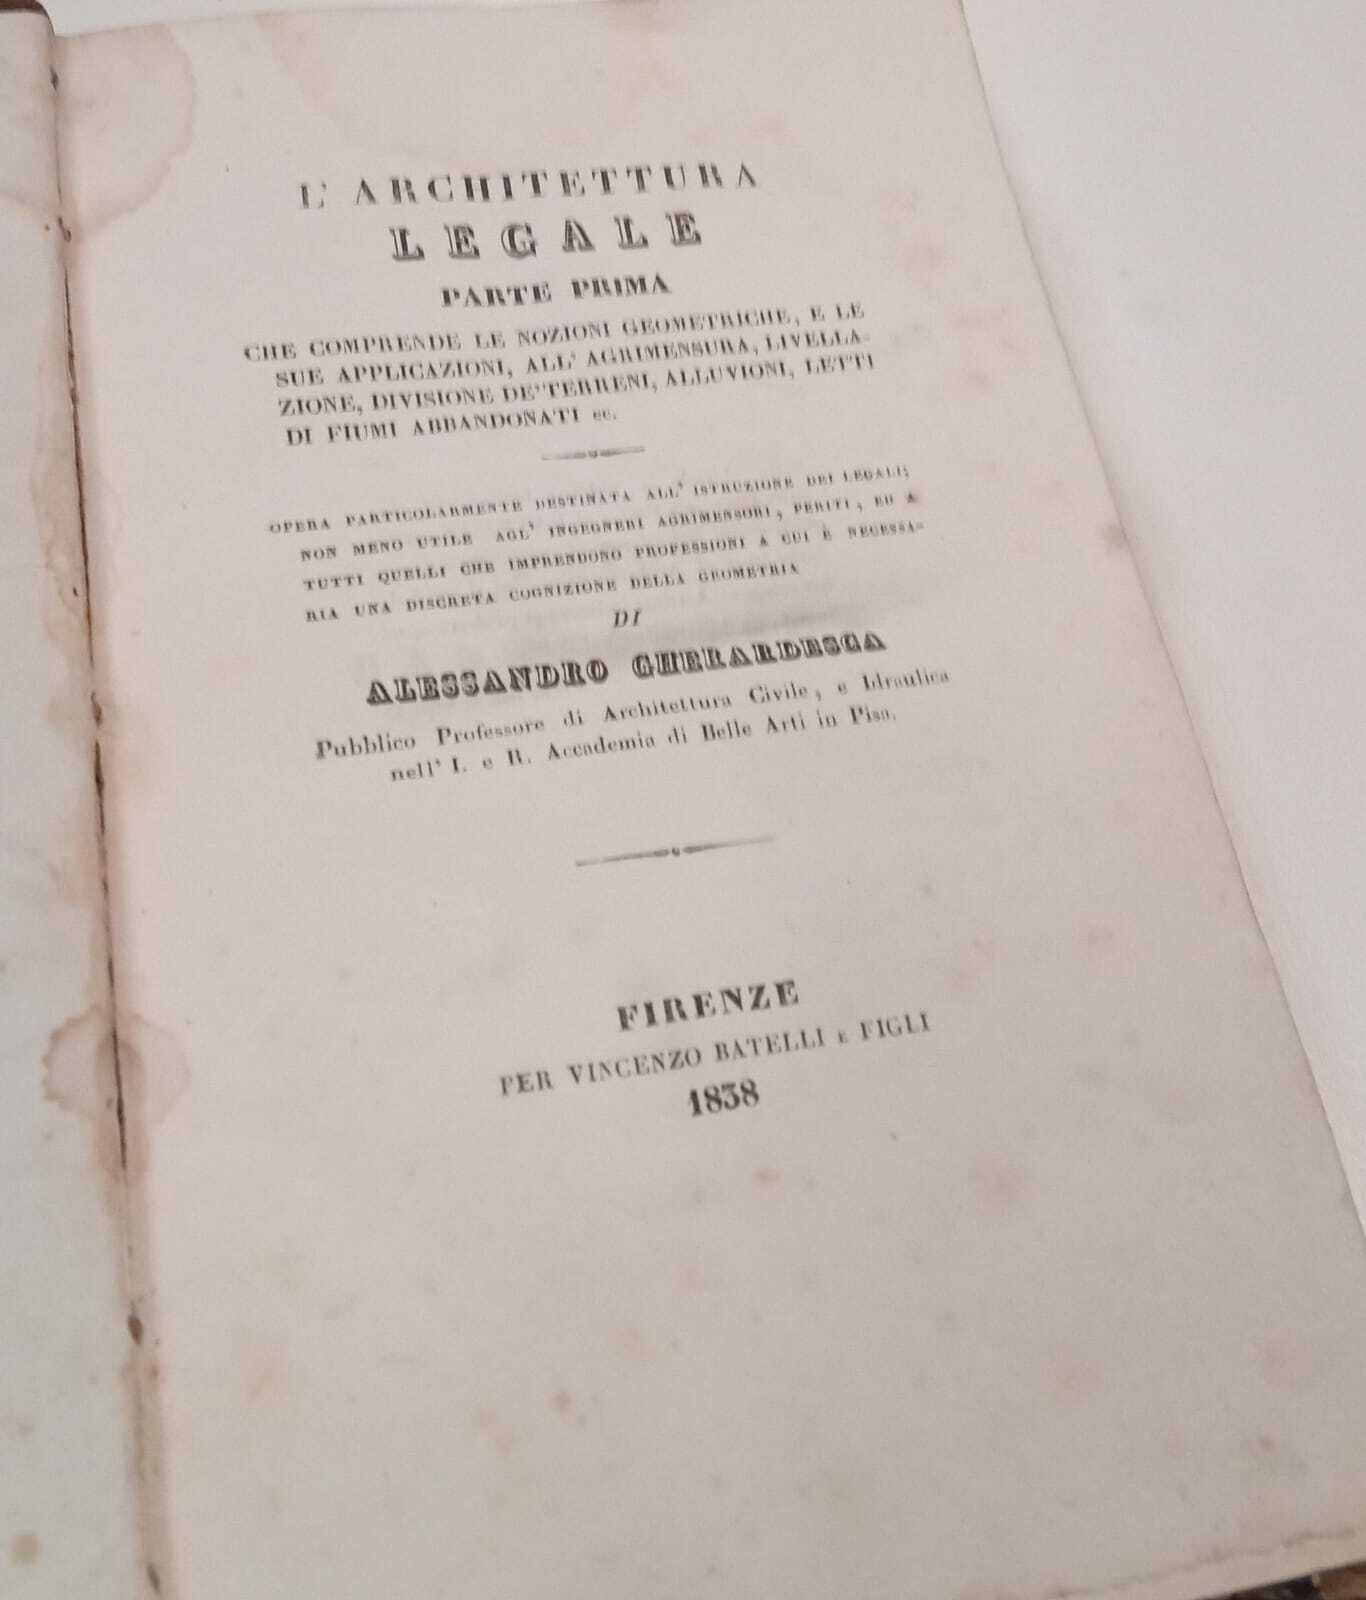 L' ARCHITETTURA
LEGALE
PARTE PRIMA
CHE COMPRENDE LE NOZIONI GEOMETRICHE, E LE
SUE APPLICAZIONI, ALL' AGRIMENSURA, LIVELLA-
ZIONE, DIVISIONE DE' TERRENI, ALLUVIONI, LETTI
DI FIUMI ABBANDONATI ec.
OPERA PARTICOLARMENTE DESTINATA ALL' ISTRUZIONE DEI LEGALI;
NON MENO UTILE AGL' INGEGNERI AGRIMENSORI, PERITI, ED A
TUTTI QUELLI CHE IMPRENDONO PROFESSIONI A CUI È NECESSA-
RIA UNA DISCRETA COGNIZIONE DELLA GEOMETRIA
DI
ALESSANDRO GHERARDESCA
Pubblico Professore di Architettura Civile, e Idraulica
nell' I. e R. Accademia di Belle Arti in Pisa.
FIRENZE
PER VINCENZO BATELLI E FIGLI
1838